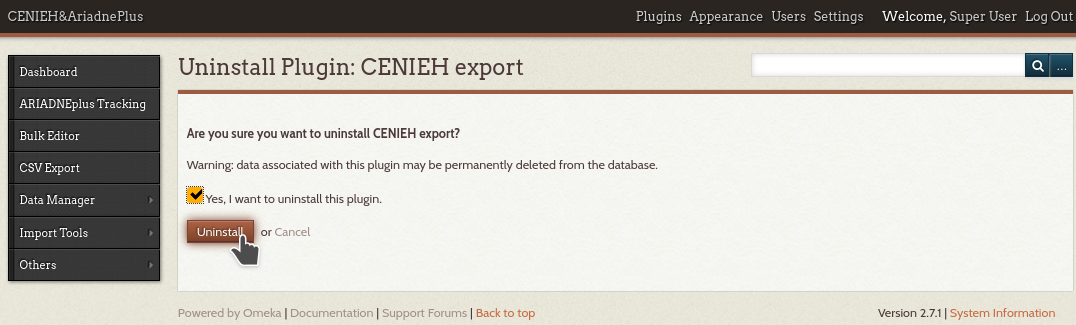 CENIEH&AriadnePlus Plugins Appearance Users Settings Welcome, Super User Log Out
Uninstall Plugin: CENIEH export ...
Dashboard
ARIADNEplus Tracking
Bulk Editor
CSV Export
Data Manager
Import Tools
Others
Are you sure you want to uninstall CENIEH export?
Warning: data associated with this plugin may be permanently deleted from the database.
Yes, I want to uninstall this plugin.
Uninstall or Cancel
Powered by Omeka | Documentation | Support Forums | Back to top Version 2.7.1 | System Information